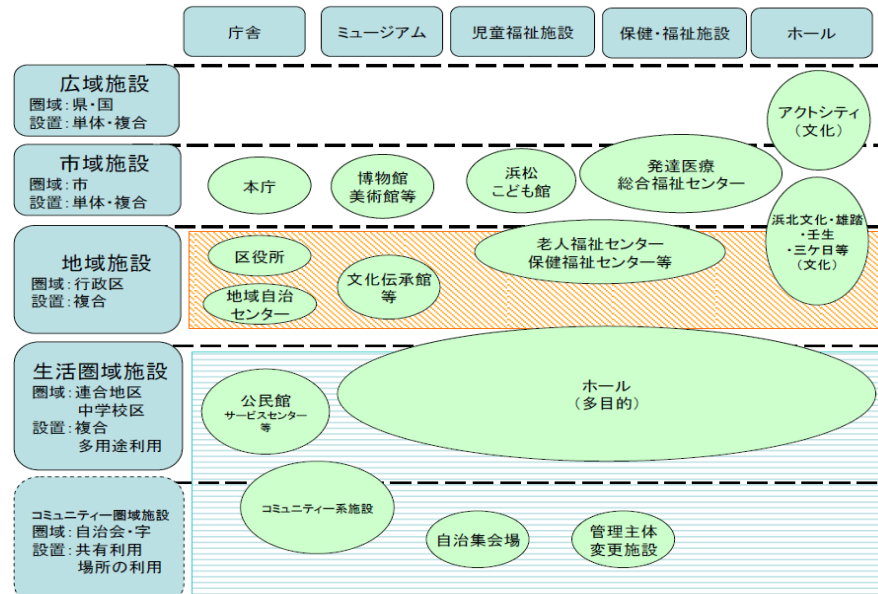 庁舎
ミュージアム
児童福祉施設
保健・福祉施設
ホール
広域施設
圏域：県・国
設置：単体・複合
アクトシティ
（文化）
市域施設
圏域：市
設置：単体・複合
本庁
博物館
美術館等
浜松
こども館
発達医療
総合福祉センター
浜北文化・雄踏
・壬生
・三ケ日等
（文化）
地域施設
圏域：行政区
設置：複合
区役所
地域自治
センター
文化伝承館
等
老人福祉センター
保健福祉センター等
生活圏域施設
圏域：連合地区
中学校区
設置：複合
多用途利用
公民館
サービスセンター
等
ホール
（多目的）
コミュニティー圏域施設
圏域：自治会・字
設置：共有利用
場所の利用
コミュニティー系施設
自治集会場
管理主体
変更施設